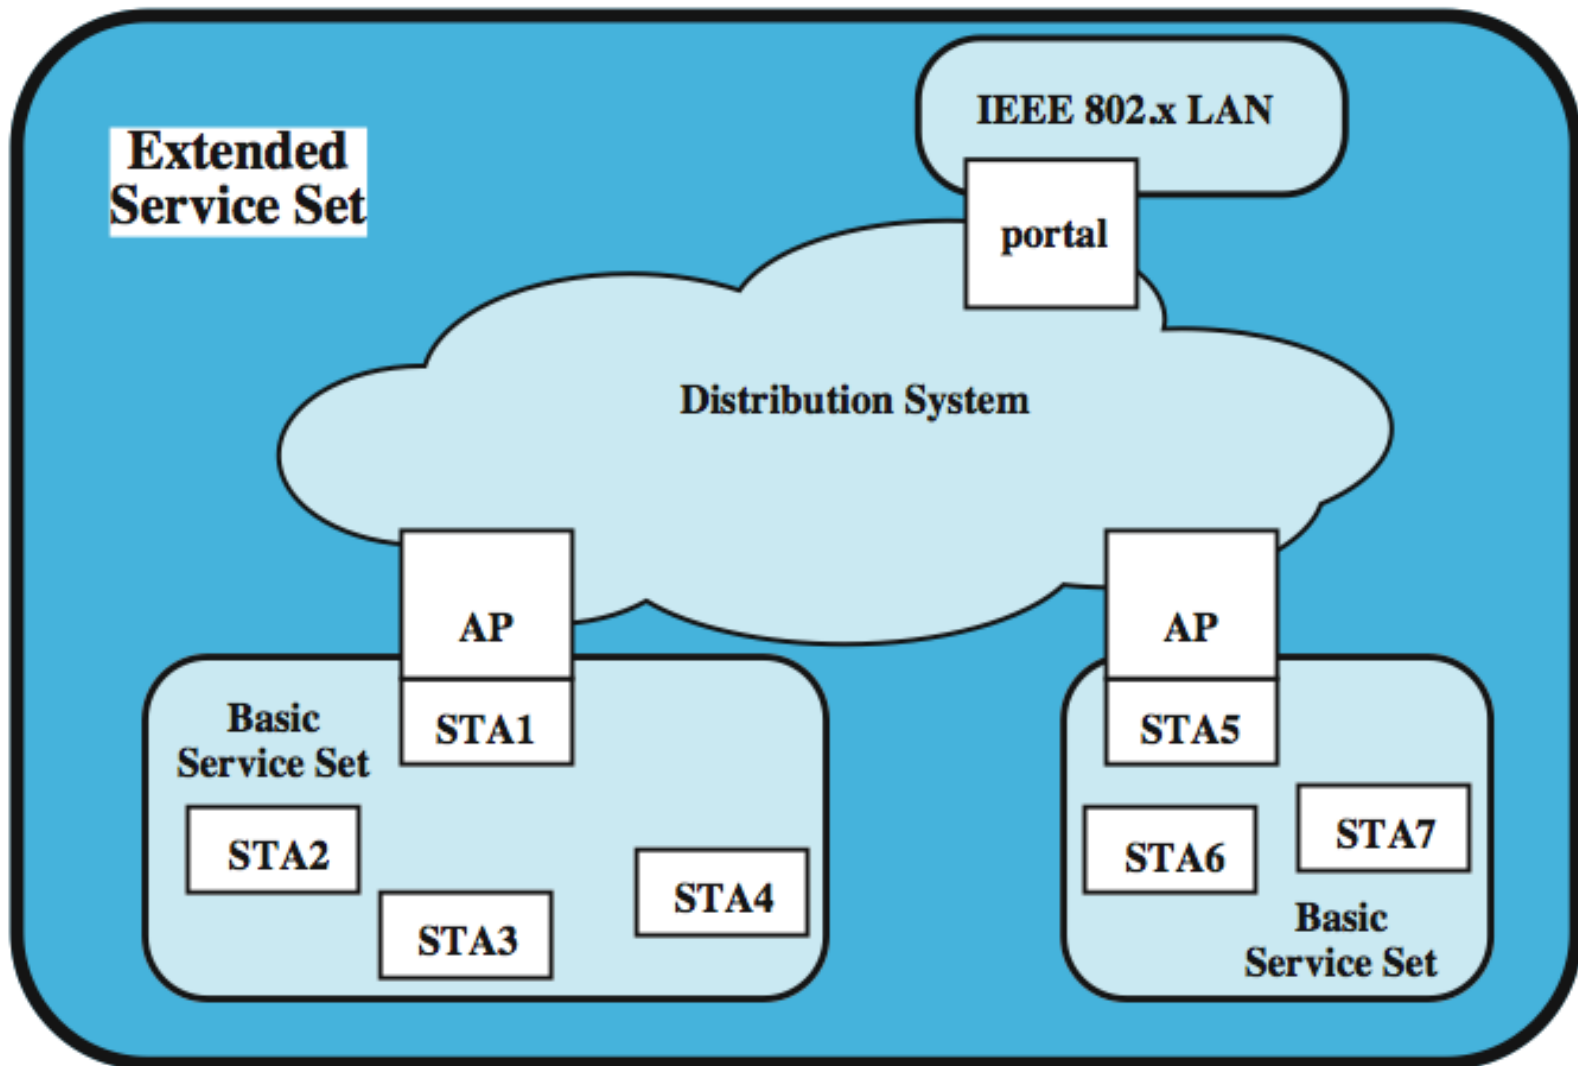 IEEE 802.x LAN
Extended
Service Set
portal
Distribution System
AP
AP
Basic
Service Set
STA1
STA2
STA3
STA4
STA5
STA6
STA7
Basic
Service Set